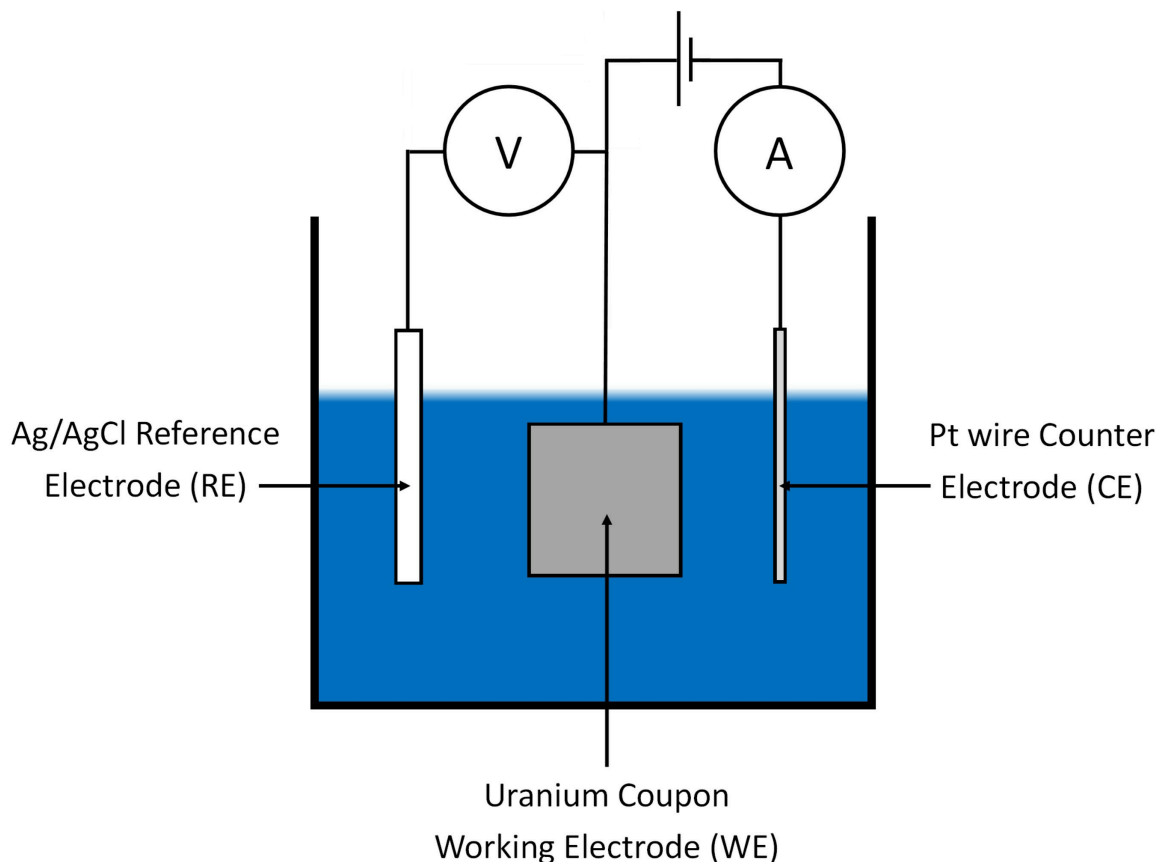 V
A
Ag/AgCl Reference
Electrode (RE)
Pt wire Counter
Electrode (CE)
Uranium Coupon
Working Electrode (WE)